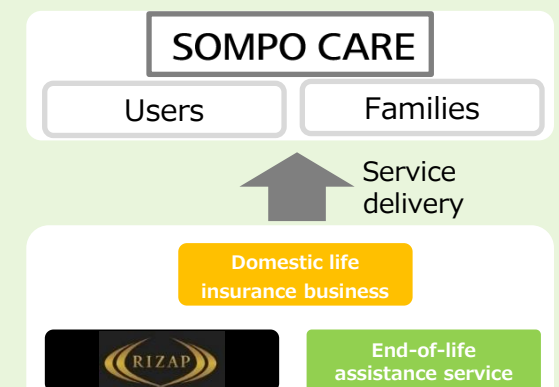 SOMPO CARE
Users
Families
Service
delivery
Domestic life
insurance business
RIZAP
End-of-life
assistance service